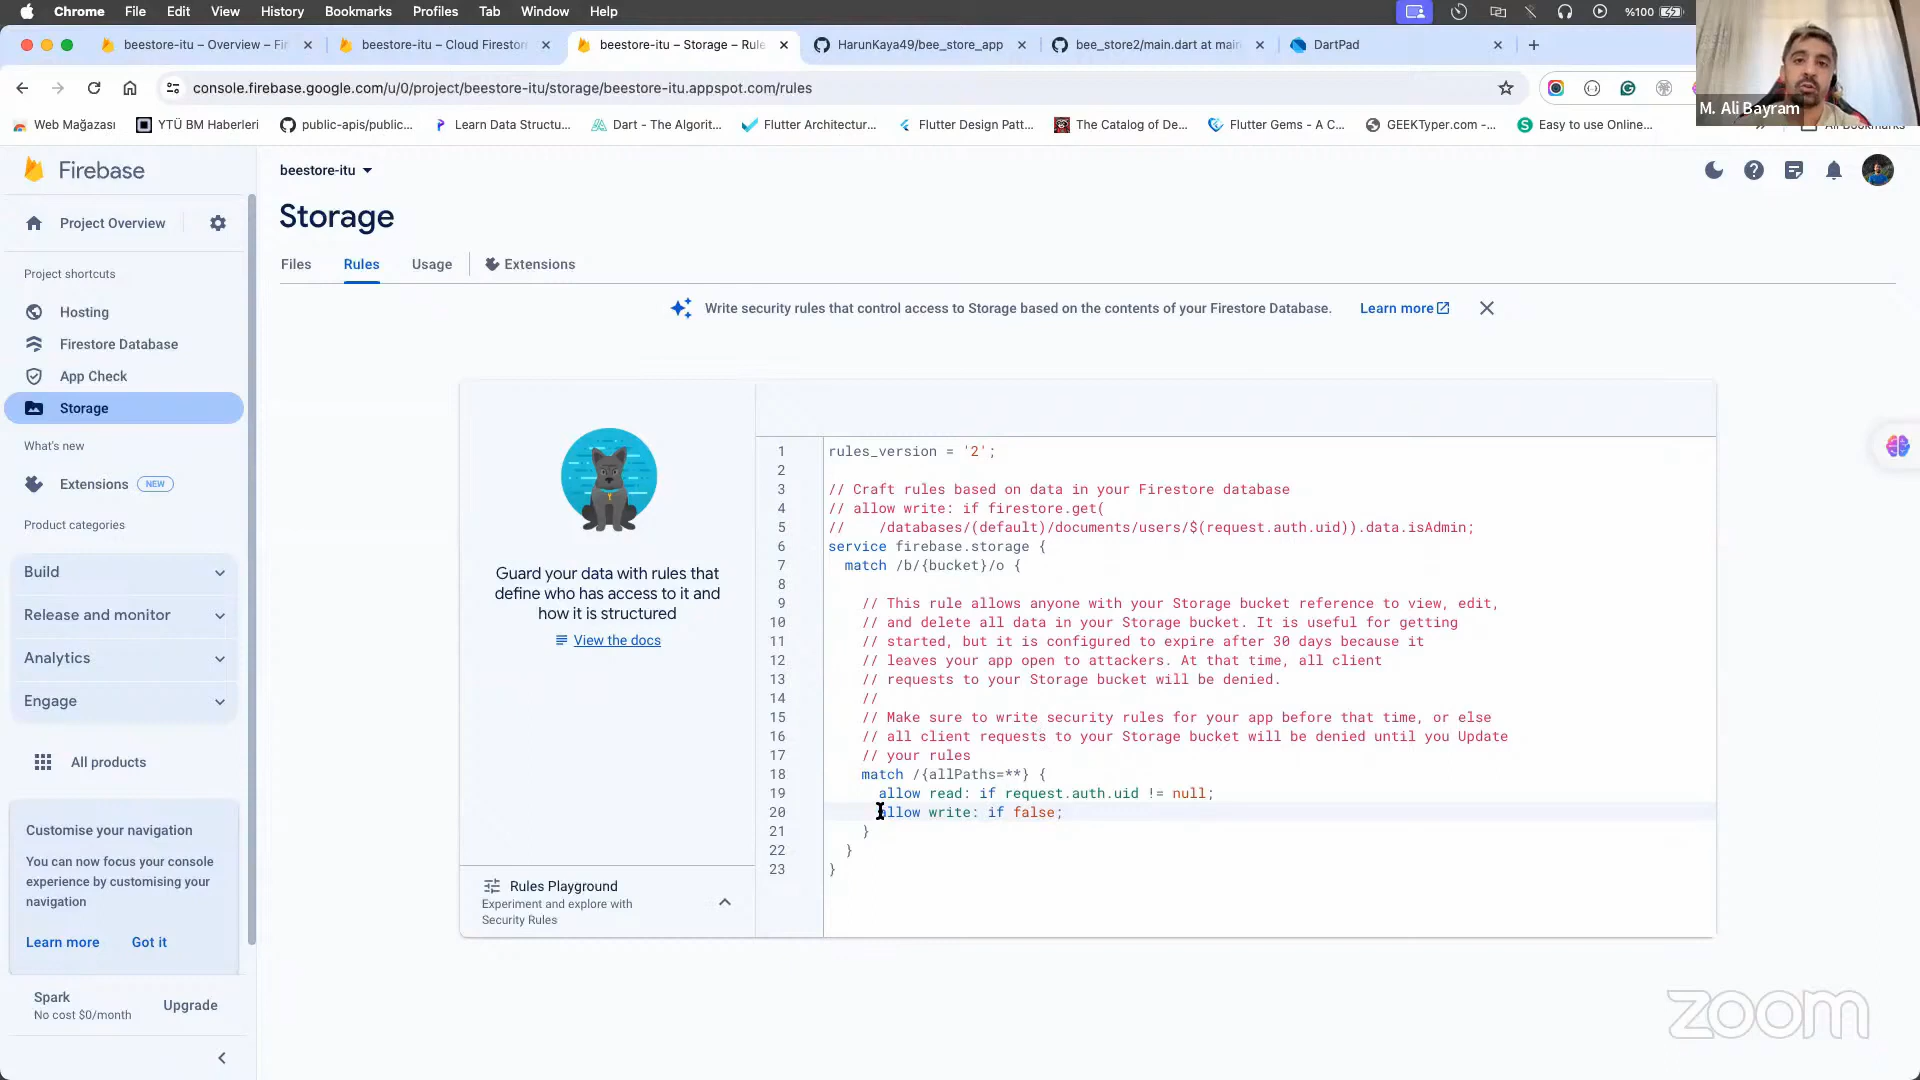 Chrome File Edit View History Bookmarks Profiles Tab Window Help %100
beestore-itu – Overview – Fi
beestore-itu – Cloud Firestor
beestore-itu – Storage – Rule
HarunKaya49/bee_store_app
bee_store2/main.dart at main
DartPad
console.firebase.google.com/u/0/project/beestore-itu/storage/beestore-itu.appspot.com/rules
M. Ali Bayram
Web Mağazası YTÜ BM Haberleri public-apis/public... Learn Data Structu... Dart - The Algorit... Flutter Architectur... Flutter Design Patt... The Catalog of De... Flutter Gems - A C... GEEKTyper.com -... Easy to use Online... All Bookmarks
Firebase
beestore-itu
Project Overview
Project shortcuts
Hosting
Firestore Database
App Check
Storage
What's new
Extensions NEW
Product categories
Build
Release and monitor
Analytics
Engage
All products
Customise your navigation
You can now focus your console
experience by customising your
navigation
Learn more Got it
Spark
No cost $0/month
Upgrade
Storage
Files Rules Usage Extensions
Write security rules that control access to Storage based on the contents of your Firestore Database. Learn more
Guard your data with rules that
define who has access to it and
how it is structured
View the docs
Rules Playground
Experiment and explore with
Security Rules
1 rules_version = '2';
2
3 // Craft rules based on data in your Firestore database
4 // allow write: if firestore.get(
5 //    /databases/(default)/documents/users/$(request.auth.uid)).data.isAdmin;
6 service firebase.storage {
7   match /b/{bucket}/o {
8
9     // This rule allows anyone with your Storage bucket reference to view, edit,
10     // and delete all data in your Storage bucket. It is useful for getting
11     // started, but it is configured to expire after 30 days because it
12     // leaves your app open to attackers. At that time, all client
13     // requests to your Storage bucket will be denied.
14     //
15     // Make sure to write security rules for your app before that time, or else
16     // all client requests to your Storage bucket will be denied until you Update
17     // your rules
18     match /{allPaths=**} {
19       allow read: if request.auth.uid != null;
20       allow write: if false;
21     }
22   }
23 }
zoom